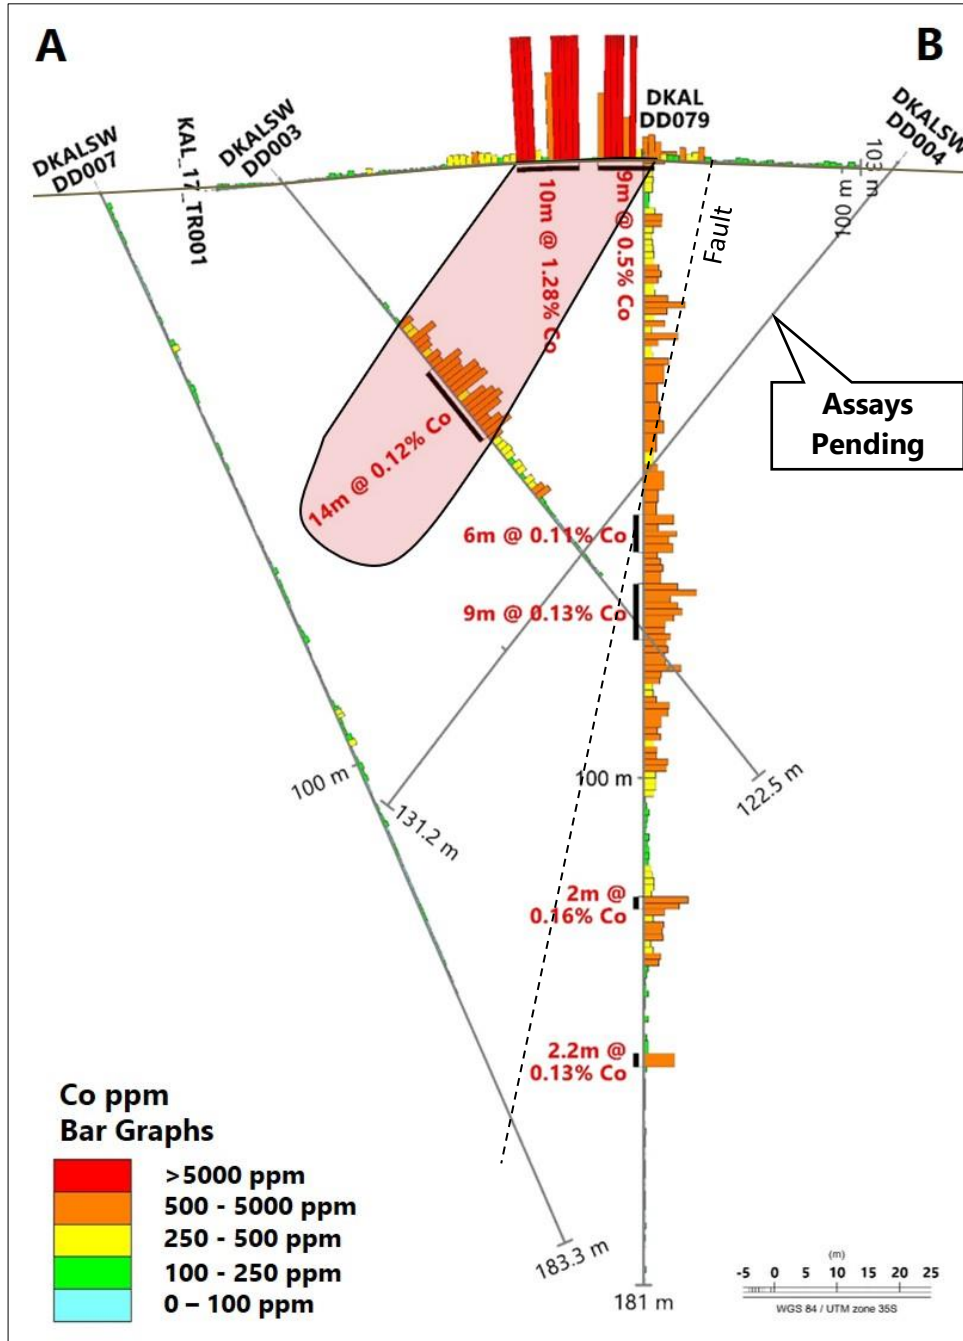 A
B
DKALSW
DD007
KAL_17_TR001
DKALSW
DD003
DKAL
DD079
DKALSW
DD004
103 m
100 m
10m @ 1.28% Co
9m @ 0.5% Co
Fault
Assays
Pending
14m @ 0.12% Co
6m @ 0.11% Co
9m @ 0.13% Co
100 m
100 m
122.5 m
131.2 m
2m @
0.16% Co
2.2m @
0.13% Co
183.3 m
181 m
Co ppm
Bar Graphs
>5000 ppm
500 - 5000 ppm
250 - 500 ppm
100 - 250 ppm
0 – 100 ppm
(m)
-5 0 5 10 15 20 25
WGS 84 / UTM zone 35S